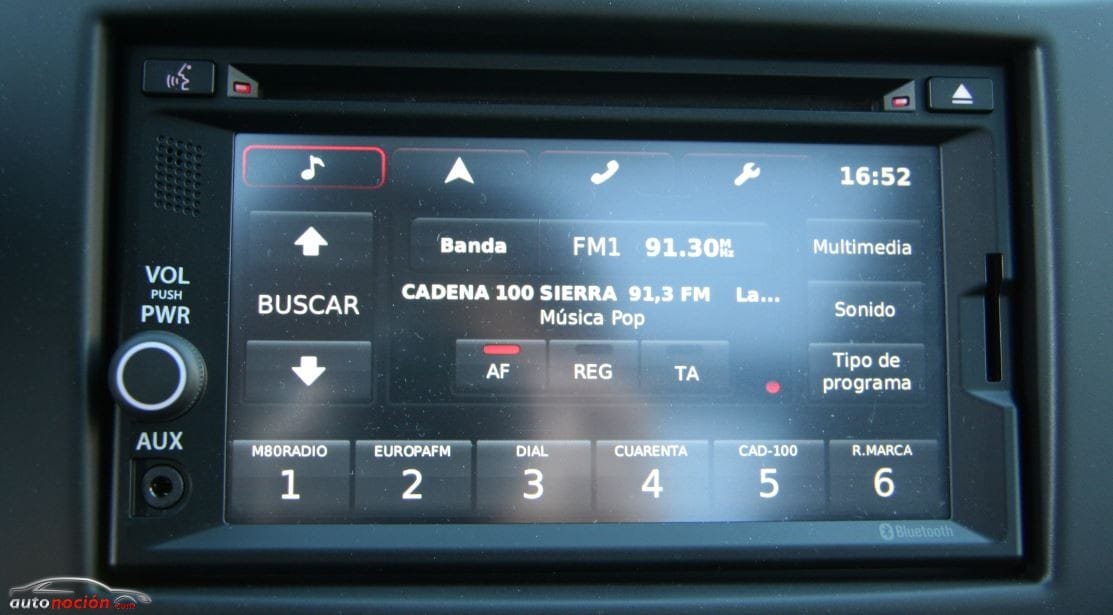 16:52
Banda
FM1 91.30MHz
Multimedia
VOL
PUSH
PWR
BUSCAR
CADENA 100 SIERRA 91,3 FM La...
Música Pop
Sonido
AF
REG
TA
Tipo de
programa
AUX
M80RADIO
1
EUROPAFM
2
DIAL
3
CUARENTA
4
CAD-100
5
R.MARCA
6
Bluetooth
autonoción.com